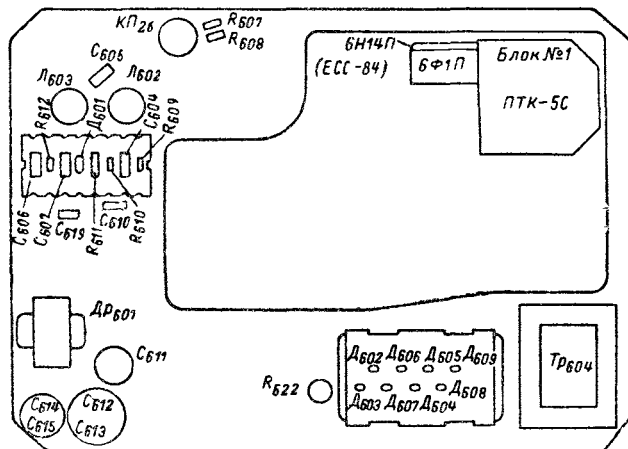 КП2б
R607
R608
6Н14П
(ЕСС-84)
6Ф1П
Блок №1
ПТК-5С
С605
Л603
Л602
R612
Д601
С604
R609
С606
С607
С619
R611
С610
R610
ДР601
С611
С614
С615
С612
С613
R622
Д602 Д606 Д605 Д609
Д603 Д607 Д604 Д608
Тр604